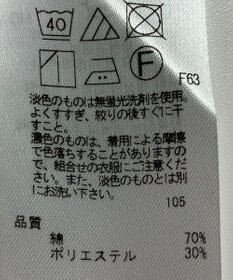 40
F
F63
淡色のものは無蛍光洗剤を使用。
よくすすぎ、絞りの後すぐ1こ干
すこと。
濃色のものは、着用による摩擦
で色落ちすることがありますの
で、組合せの衣服にご注意くださ
い。また、淡色のものとは別
にお洗い下さい。
105
品質
綿 70%
ポリエステル 30%